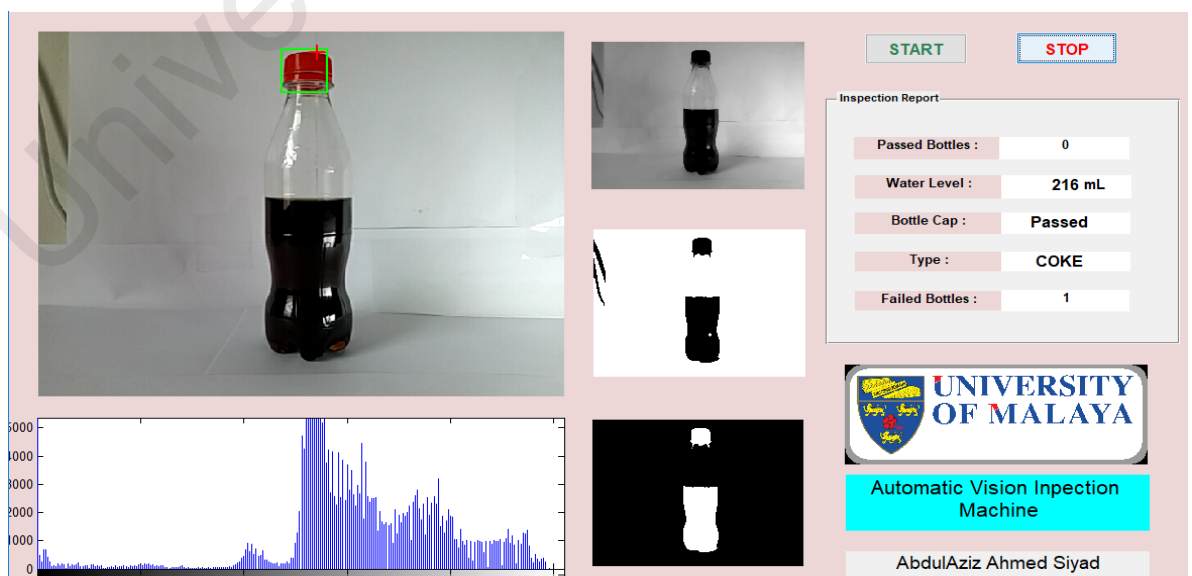 START
STOP
Inspection Report
Passed Bottles : 0
Water Level : 216 mL
Bottle Cap : Passed
Type : COKE
Failed Bottles : 1
UNIVERSITY
OF MALAYA
Automatic Vision Inpection
Machine
AbdulAziz Ahmed Siyad
5000
4000
3000
2000
1000
0
Unive